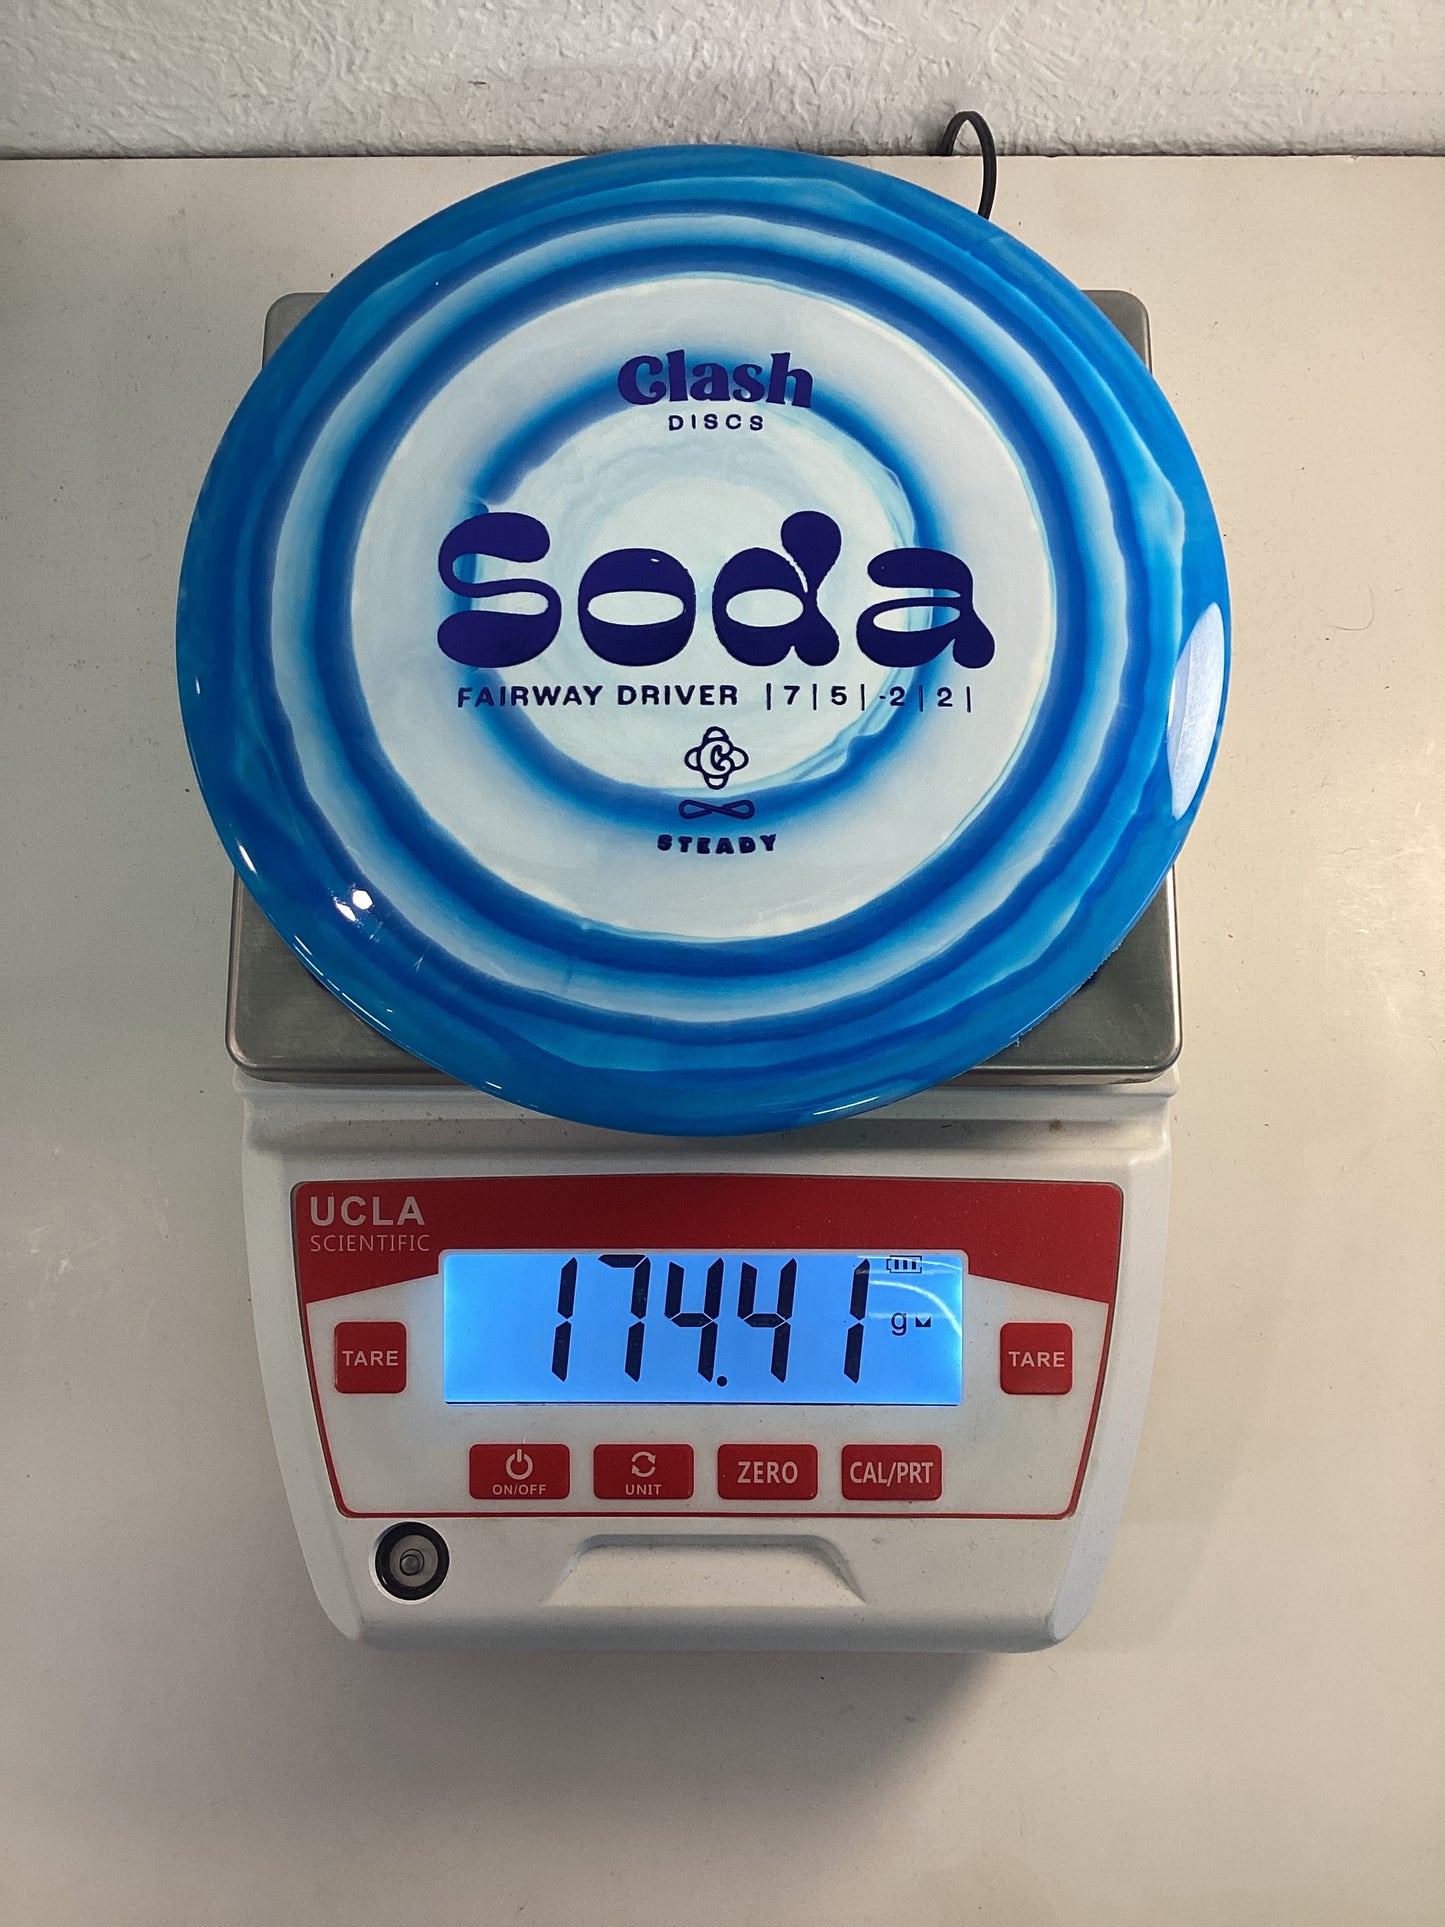 Clash
DISCS
Soda
FAIRWAY DRIVER | 7 | 5 | -2 | 2 |
C
STEADY
UCLA
SCIENTIFIC
174.41 g
TARE
TARE
ON/OFF
UNIT
ZERO
CAL/PRT